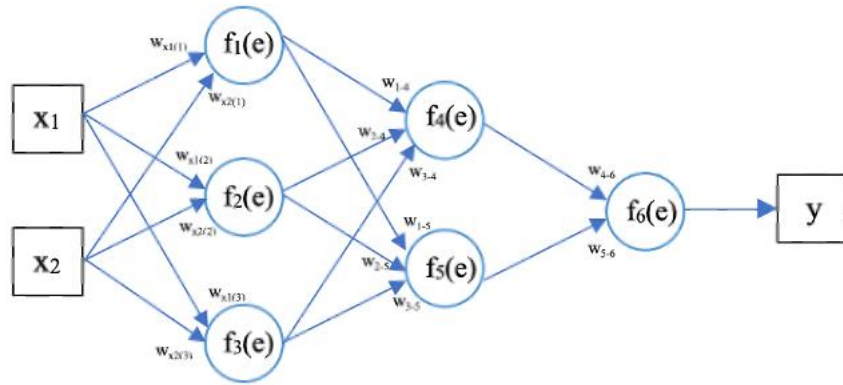 x1
x2
wx1(1)
wx2(1)
wx1(2)
wx2(2)
wx1(3)
wx2(3)
f1(e)
f2(e)
f3(e)
w1-4
w2-4
w3-4
w1-5
w2-5
w3-5
f4(e)
f5(e)
w4-6
w5-6
f6(e)
y